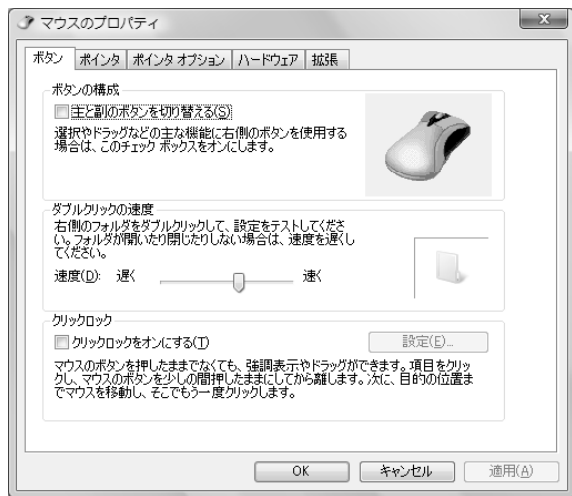 マウスのプロパティ
ボタン ポインタ ポインタ オプション ハードウェア 拡張
ボタンの構成
主と副のボタンを切り替える(S)
選択やドラッグなどの主な機能に右側のボタンを使用する
場合は、このチェック ボックスをオンにします。
ダブルクリックの速度
右側のフォルダをダブルクリックして、設定をテストしてくださ
い。フォルダが開いたり閉じたりしない場合は、速度を遅くし
てください。
速度(D): 遅く 速く
クリックロック
クリックロックをオンにする(T) 設定(E)...
マウスのボタンを押したままでなくても、強調表示やドラッグができます。項目をクリッ
クし、マウスのボタンを少しの間押したままにしてから離します。次に、目的の位置ま
でマウスを移動し、そこでもう一度クリックします。
OK キャンセル 適用(A)